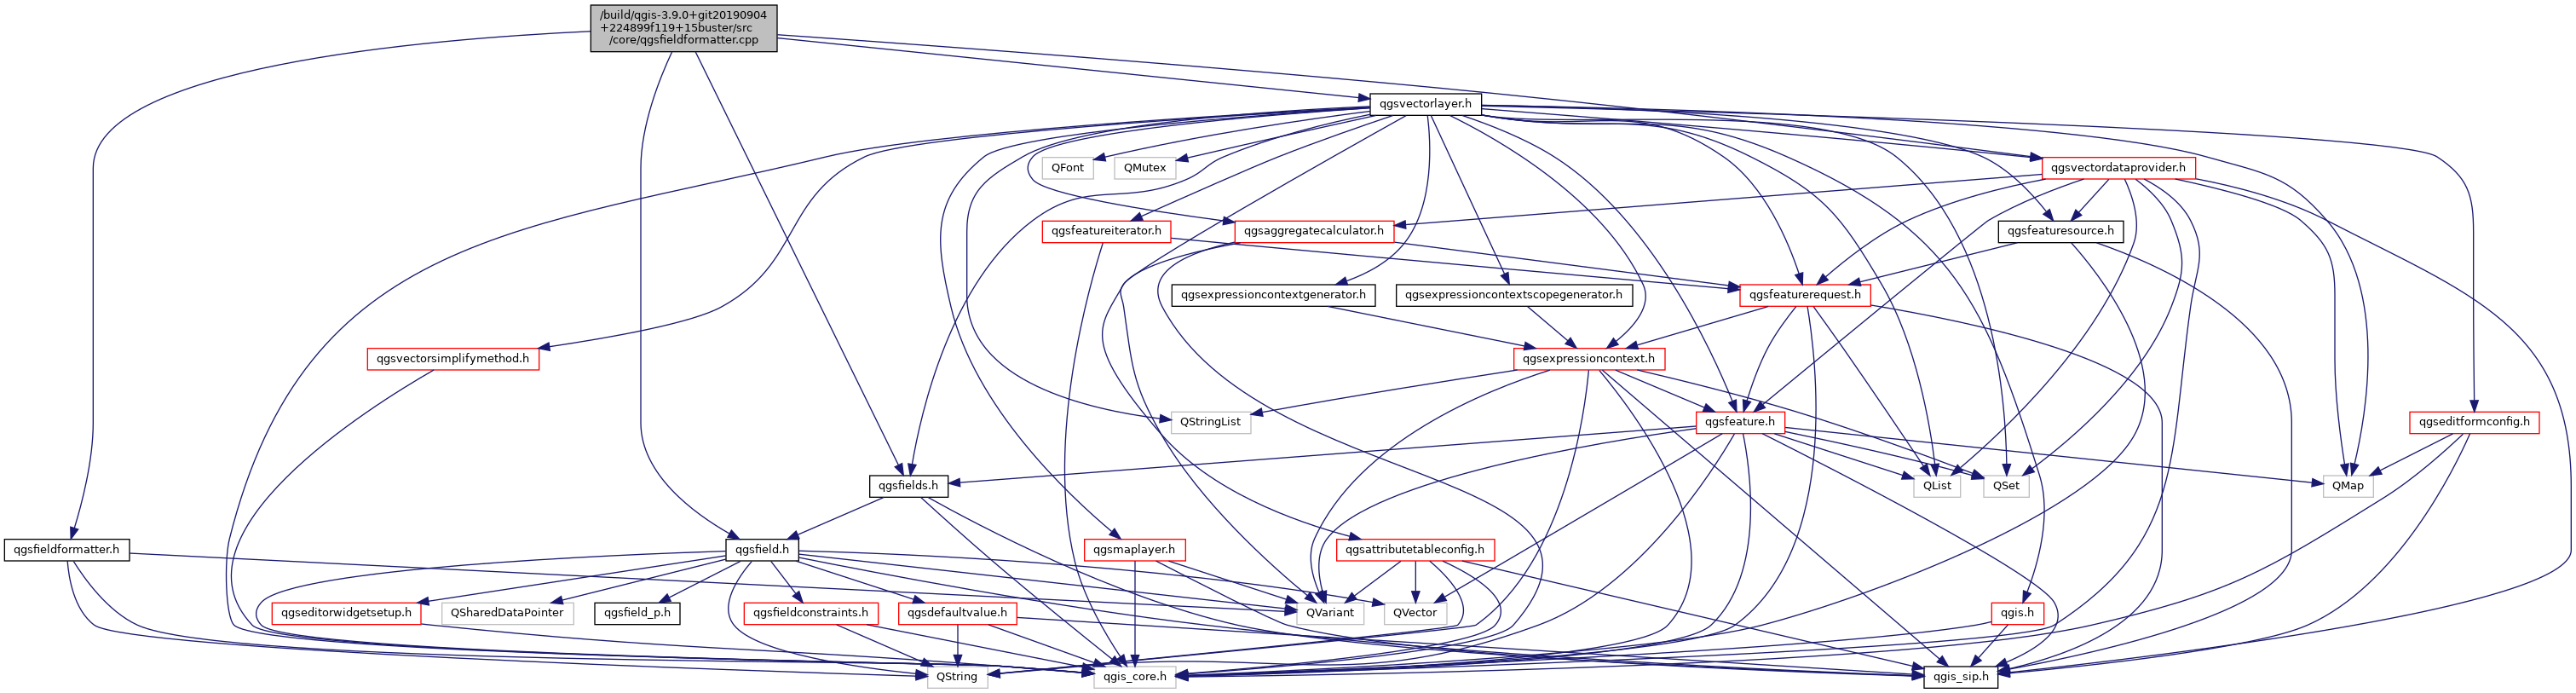 /build/qgis-3.9.0+git20190904
+224899f119+15buster/src
/core/qgsfieldformatter.cpp
qgsvectorlayer.h
QFont
QMutex
qgsvectordataprovider.h
qgsfeatureiterator.h
qgsaggregatecalculator.h
qgsfeaturesource.h
qgsexpressioncontextgenerator.h
qgsexpressioncontextscopegenerator.h
qgsfeaturerequest.h
qgsvectorsimplifymethod.h
qgsexpressioncontext.h
QStringList
qgsfeature.h
qgseditformconfig.h
qgsfields.h
QList
QSet
QMap
qgsfieldformatter.h
qgsfield.h
qgsmaplayer.h
qgsattributetableconfig.h
qgseditorwidgetsetup.h
QSharedDataPointer
qgsfield_p.h
qgsfieldconstraints.h
qgsdefaultvalue.h
QVariant
QVector
qgis.h
QString
qgis_core.h
qgis_sip.h